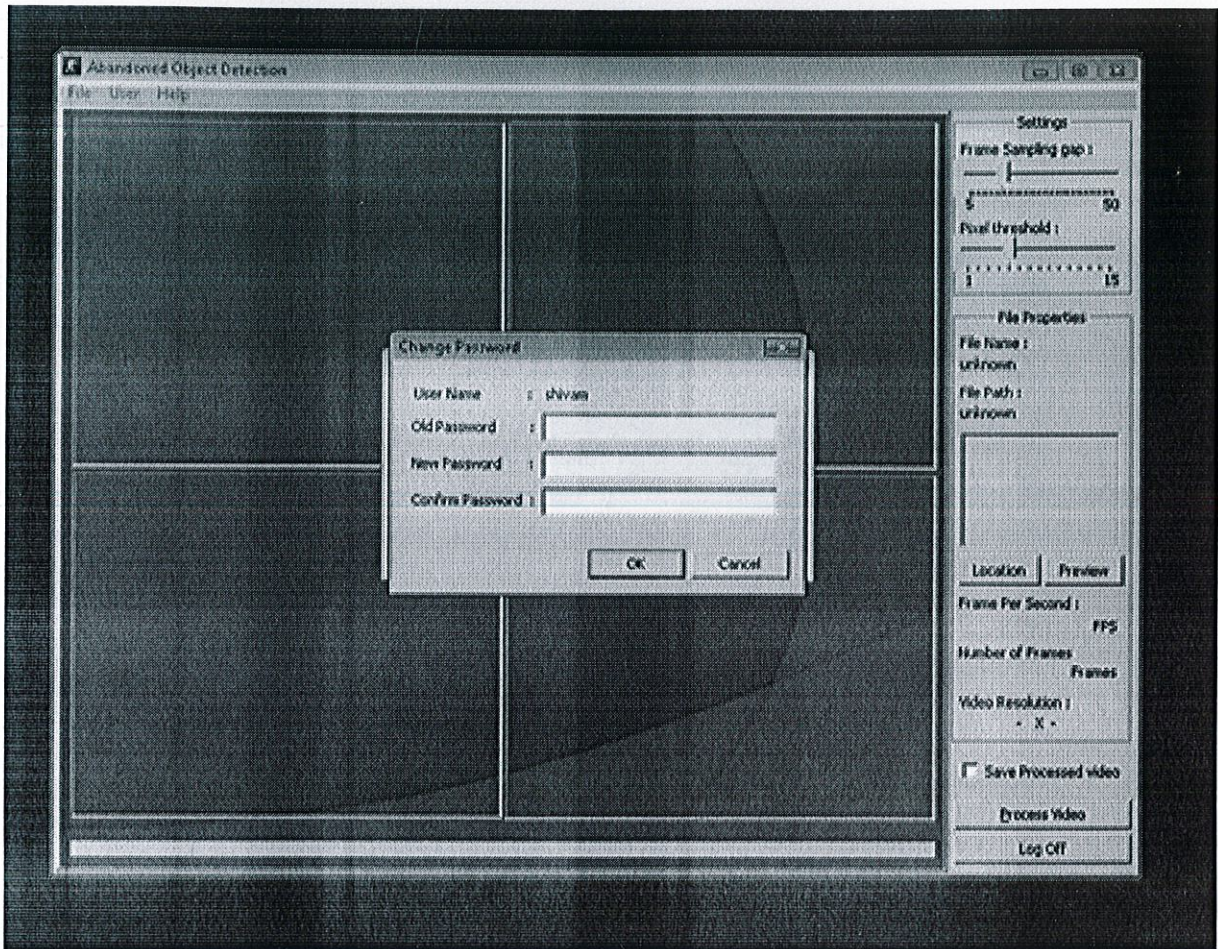 Abandoned Object Detection
File User Help
Settings
Frame Sampling gap :
5 50
Pixel threshold :
1 15
File Properties
File Name :
unknown
File Path :
unknown
Location Preview
Frame Per Second :
FPS
Number of Frames
Frames
Video Resolution :
- X -
Save Processed video
Process Video
Log Off
Change Password
User Name : shivam
Old Password :
New Password :
Confirm Password :
OK Cancel